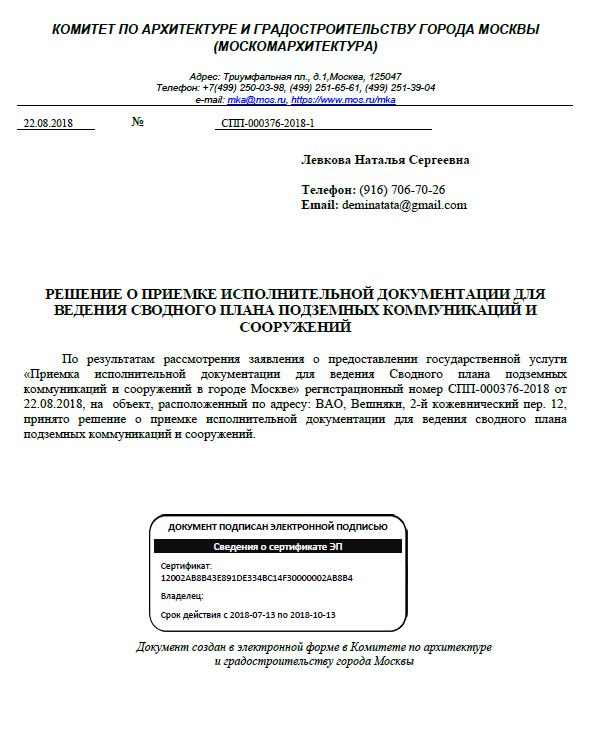 КОМИТЕТ ПО АРХИТЕКТУРЕ И ГРАДОСТРОИТЕЛЬСТВУ ГОРОДА МОСКВЫ
(МОСКОМАРХИТЕКТУРА)
Адрес: Триумфальная пл., д.1,Москва, 125047
Телефон: +7(499) 250-03-98, (499) 251-65-61, (499) 251-39-04
e-mail: mka@mos.ru, https://www.mos.ru/mka
22.08.2018 № СПП-000376-2018-1
Левкова Наталья Сергеевна
Телефон: (916) 706-70-26
Email: deminatata@gmail.com
РЕШЕНИЕ О ПРИЕМКЕ ИСПОЛНИТЕЛЬНОЙ ДОКУМЕНТАЦИИ ДЛЯ
ВЕДЕНИЯ СВОДНОГО ПЛАНА ПОДЗЕМНЫХ КОММУНИКАЦИЙ И
СООРУЖЕНИЙ
По результатам рассмотрения заявления о предоставлении государственной услуги
«Приемка исполнительной документации для ведения Сводного плана подземных
коммуникаций и сооружений в городе Москве» регистрационный номер СПП-000376-2018 от
22.08.2018, на объект, расположенный по адресу: ВАО, Вешняки, 2-й кожевнический пер. 12,
принято решение о приемке исполнительной документации для ведения сводного плана
подземных коммуникаций и сооружений.
ДОКУМЕНТ ПОДПИСАН ЭЛЕКТРОННОЙ ПОДПИСЬЮ
Сведения о сертификате ЭП
Сертификат:
12002AB8B43E891DE334BC14F30000002AB8B4
Владелец:
Срок действия с 2018-07-13 по 2018-10-13
Документ создан в электронной форме в Комитете по архитектуре
и градостроительству города Москвы